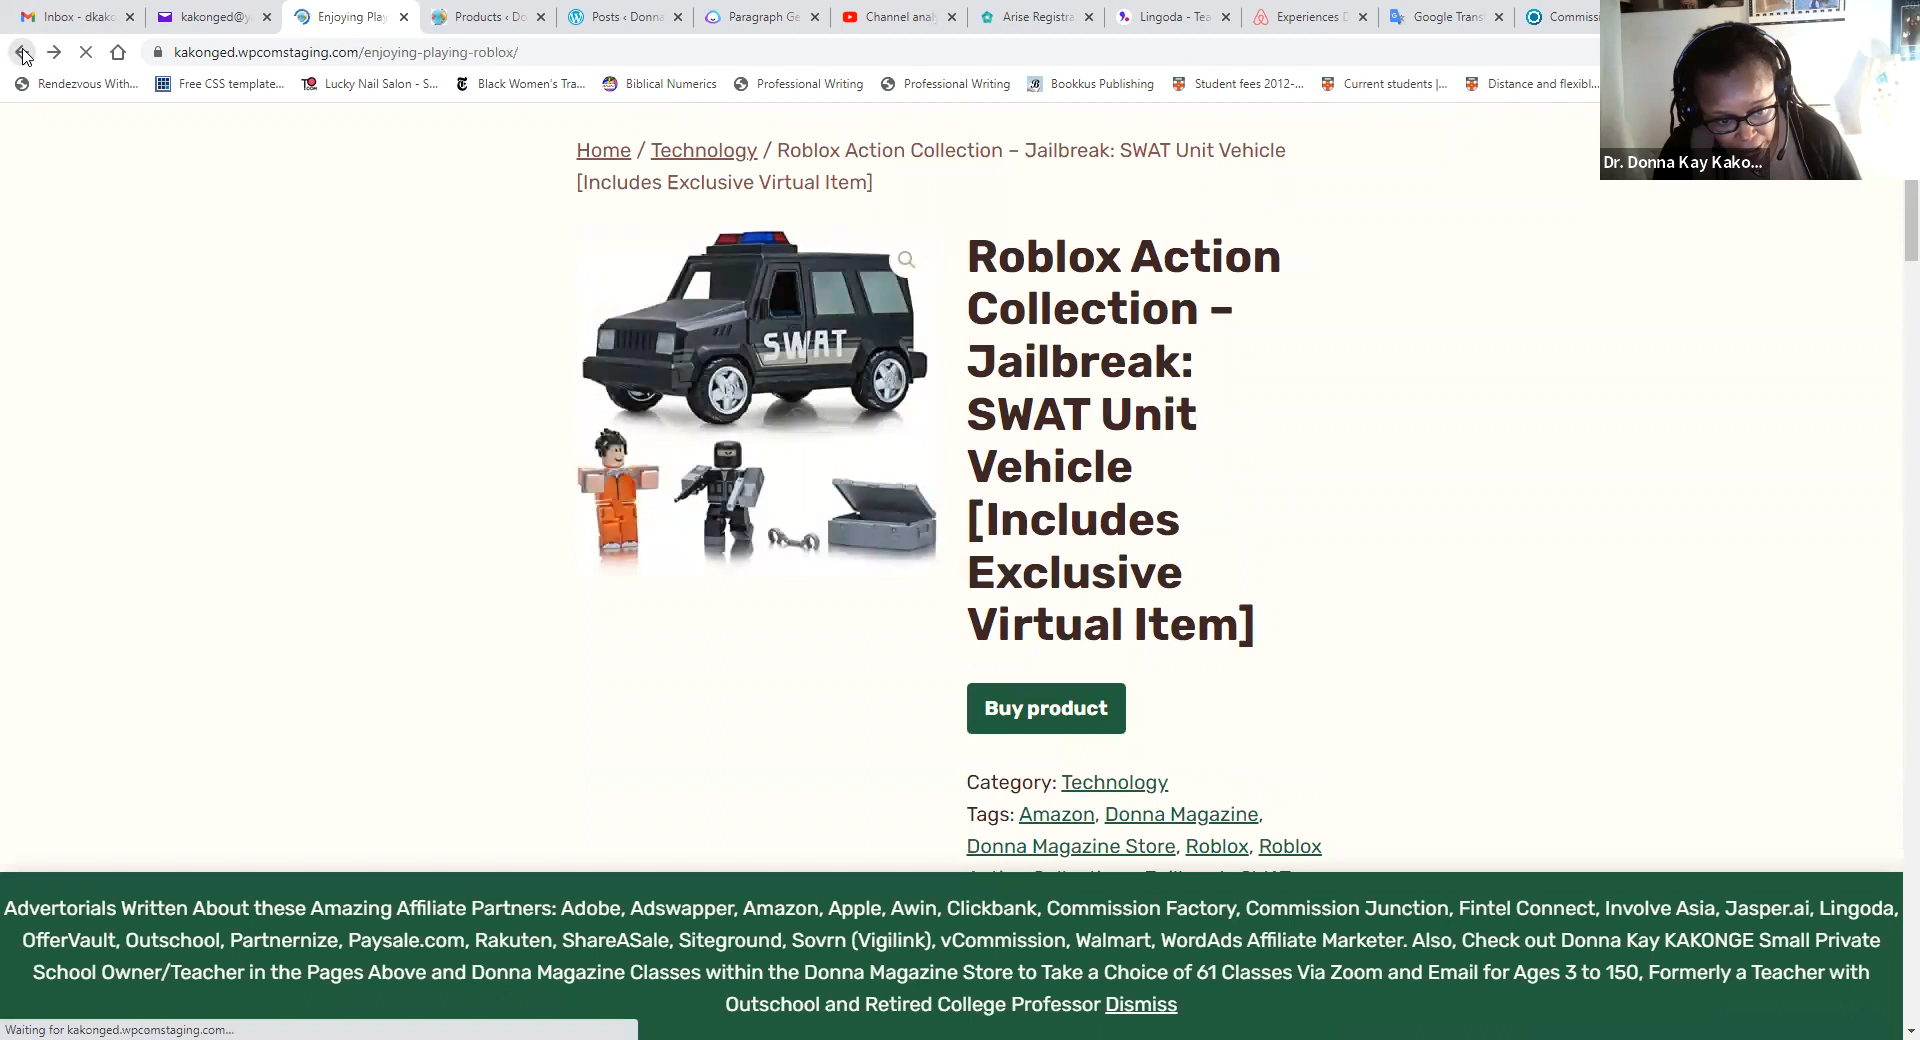 Inbox - dkako
kakonged@y
Enjoying Play
Products ‹ Do
Posts ‹ Donna
Paragraph Ge
Channel anal
Arise Registra
Lingoda - Tea
Experiences D
Google Trans
Commissi
kakonged.wpcomstaging.com/enjoying-playing-roblox/
Rendezvous With...
Free CSS template...
Lucky Nail Salon - S...
Black Women's Tra...
Biblical Numerics
Professional Writing
Professional Writing
Bookkus Publishing
Student fees 2012-...
Current students |...
Distance and flexibl...
Dr. Donna Kay Kako...
Home / Technology / Roblox Action Collection – Jailbreak: SWAT Unit Vehicle
[Includes Exclusive Virtual Item]
SWAT
Roblox Action
Collection –
Jailbreak:
SWAT Unit
Vehicle
[Includes
Exclusive
Virtual Item]
Buy product
Category: Technology
Tags: Amazon, Donna Magazine,
Donna Magazine Store, Roblox, Roblox
Advertorials Written About these Amazing Affiliate Partners: Adobe, Adswapper, Amazon, Apple, Awin, Clickbank, Commission Factory, Commission Junction, Fintel Connect, Involve Asia, Jasper.ai, Lingoda,
OfferVault, Outschool, Partnernize, Paysale.com, Rakuten, ShareASale, Siteground, Sovrn (Vigilink), vCommission, Walmart, WordAds Affiliate Marketer. Also, Check out Donna Kay KAKONGE Small Private
School Owner/Teacher in the Pages Above and Donna Magazine Classes within the Donna Magazine Store to Take a Choice of 61 Classes Via Zoom and Email for Ages 3 to 150, Formerly a Teacher with
Outschool and Retired College Professor Dismiss
Waiting for kakonged.wpcomstaging.com...